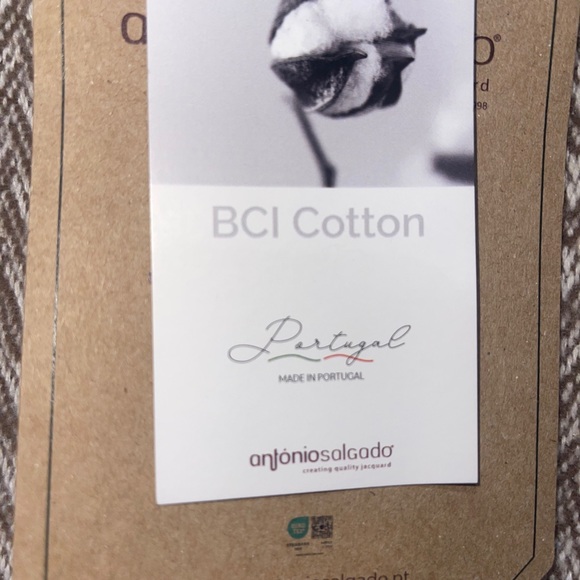 BCI Cotton
Portugal
MADE IN PORTUGAL
antóniosalgado
creating quality jacquard